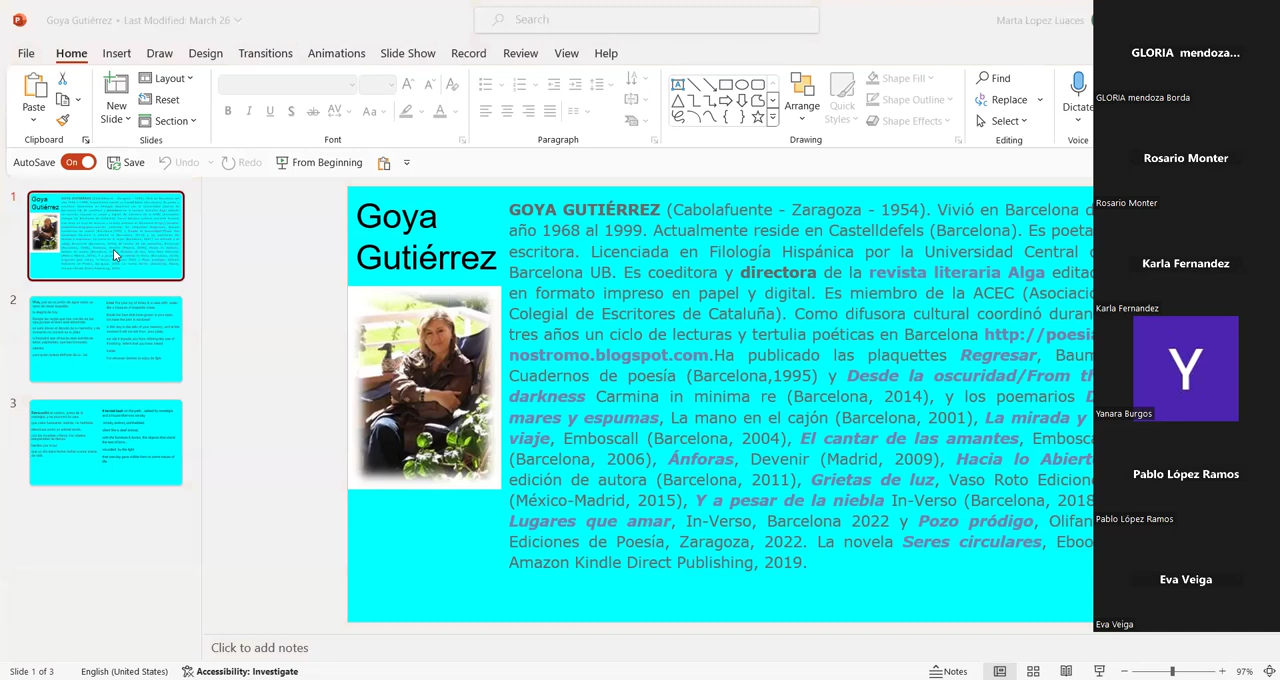 Goya Gutiérrez • Last Modified: March 26
Search
Marta Lopez Luaces
File Home Insert Draw Design Transitions Animations Slide Show Record Review View Help
Paste
New
Slide
Layout
Reset
Section
B I U S ab AV Aa A
Arrange
Quick
Styles
Shape Fill
Shape Outline
Shape Effects
Find
Replace
Select
Dictate
Clipboard Slides Font Paragraph Drawing Editing Voice
AutoSave On Save Undo Redo From Beginning
1
Goya
Gutiérrez
2
3
Goya
Gutiérrez
GOYA GUTIÉRREZ (Cabolafuente - Zaragoza - 1954). Vivió en Barcelona d
año 1968 al 1999. Actualmente reside en Castelldefels (Barcelona). Es poeta
escritora. Licenciada en Filología Hispánica por la Universidad Central d
Barcelona UB. Es coeditora y directora de la revista literaria Alga editad
en formato impreso en papel y digital. Es miembro de la ACEC (Asociació
Colegial de Escritores de Cataluña). Como difusora cultural coordinó duran
tres años un ciclo de lecturas y tertulia poéticas en Barcelona http://poesia
nostromo.blogspot.com.Ha publicado las plaquettes Regresar, Baum
Cuadernos de poesía (Barcelona,1995) y Desde la oscuridad/From th
darkness Carmina in minima re (Barcelona, 2014), y los poemarios D
mares y espumas, La mano en el cajón (Barcelona, 2001), La mirada y
viaje, Emboscall (Barcelona, 2004), El cantar de las amantes, Embosca
(Barcelona, 2006), Ánforas, Devenir (Madrid, 2009), Hacia lo Abiert
edición de autora (Barcelona, 2011), Grietas de luz, Vaso Roto Edicione
(México-Madrid, 2015), Y a pesar de la niebla In-Verso (Barcelona, 2018
Lugares que amar, In-Verso, Barcelona 2022 y Pozo pródigo, Olifan
Ediciones de Poesía, Zaragoza, 2022. La novela Seres circulares, Eboo
Amazon Kindle Direct Publishing, 2019.
GLORIA mendoza...
GLORIA mendoza Borda
Rosario Monter
Rosario Monter
Karla Fernandez
Karla Fernandez
Y
Yanara Burgos
Pablo López Ramos
Pablo López Ramos
Eva Veiga
Eva Veiga
Click to add notes
Slide 1 of 3 English (United States) Accessibility: Investigate Notes 97%